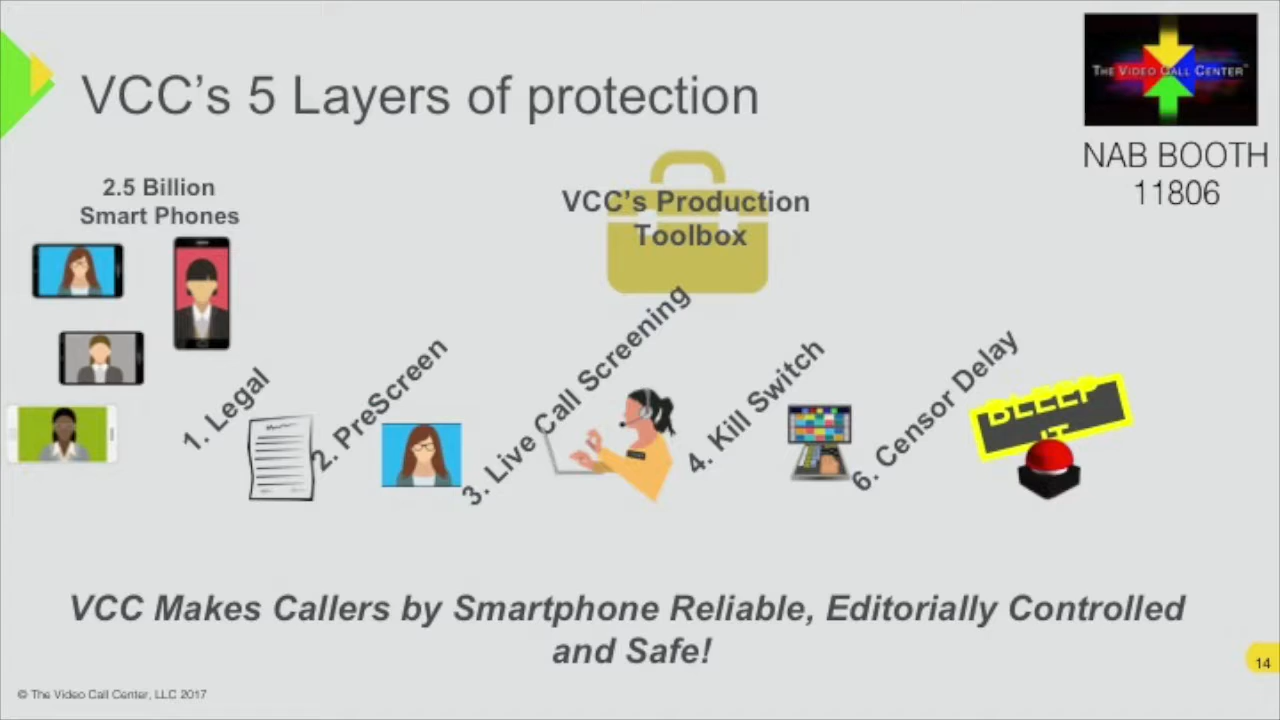 VCC's 5 Layers of protection
THE VIDEO CALL CENTER
NAB BOOTH
11806
2.5 Billion
Smart Phones
VCC's Production
Toolbox
1. Legal
2. PreScreen
3. Live Call Screening
4. Kill Switch
6. Censor Delay
BLEEP
IT
VCC Makes Callers by Smartphone Reliable, Editorially Controlled
and Safe!
14
© The Video Call Center, LLC 2017